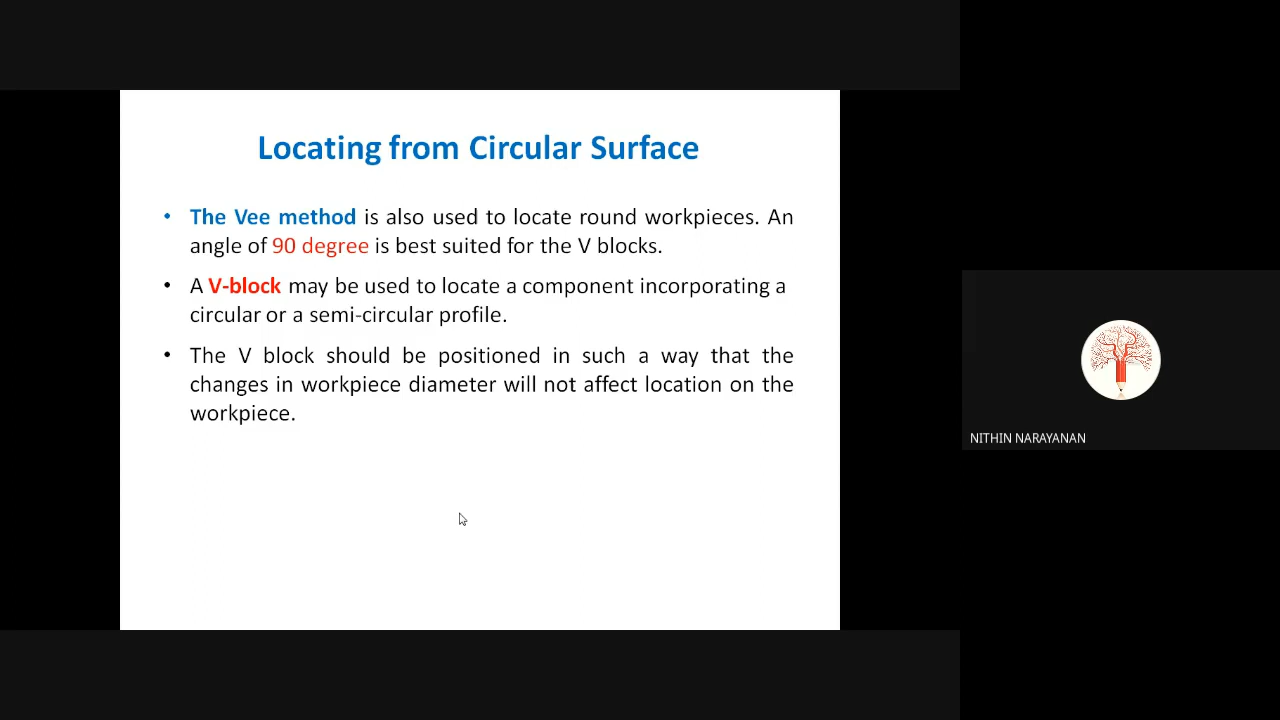 Locating from Circular Surface
• The Vee method is also used to locate round workpieces. An
angle of 90 degree is best suited for the V blocks.
• A V-block may be used to locate a component incorporating a
circular or a semi-circular profile.
• The V block should be positioned in such a way that the
changes in workpiece diameter will not affect location on the
workpiece.
NITHIN NARAYANAN